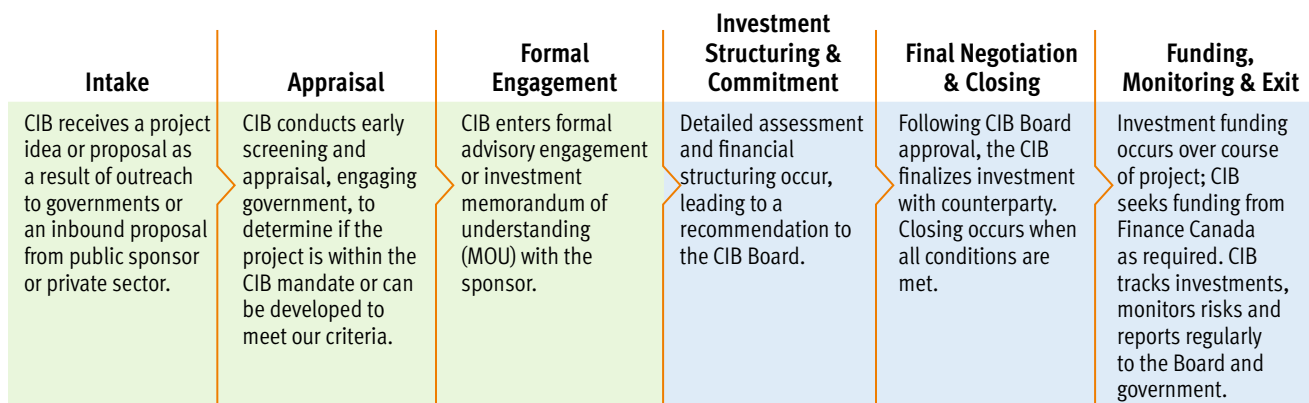 Intake
CIB receives a project
idea or proposal as
a result of outreach
to governments or
an inbound proposal
from public sponsor
or private sector.
Appraisal
CIB conducts early
screening and
appraisal, engaging
government, to
determine if the
project is within the
CIB mandate or can
be developed to
meet our criteria.
Formal
Engagement
CIB enters formal
advisory engagement
or investment
memorandum of
understanding
(MOU) with the
sponsor.
Investment
Structuring &
Commitment
Detailed assessment
and financial
structuring occur,
leading to a
recommendation to
the CIB Board.
Final Negotiation
& Closing
Following CIB Board
approval, the CIB
finalizes investment
with counterparty.
Closing occurs when
all conditions are
met.
Funding,
Monitoring & Exit
Investment funding
occurs over course
of project; CIB
seeks funding from
Finance Canada
as required. CIB
tracks investments,
monitors risks and
reports regularly
to the Board and
government.